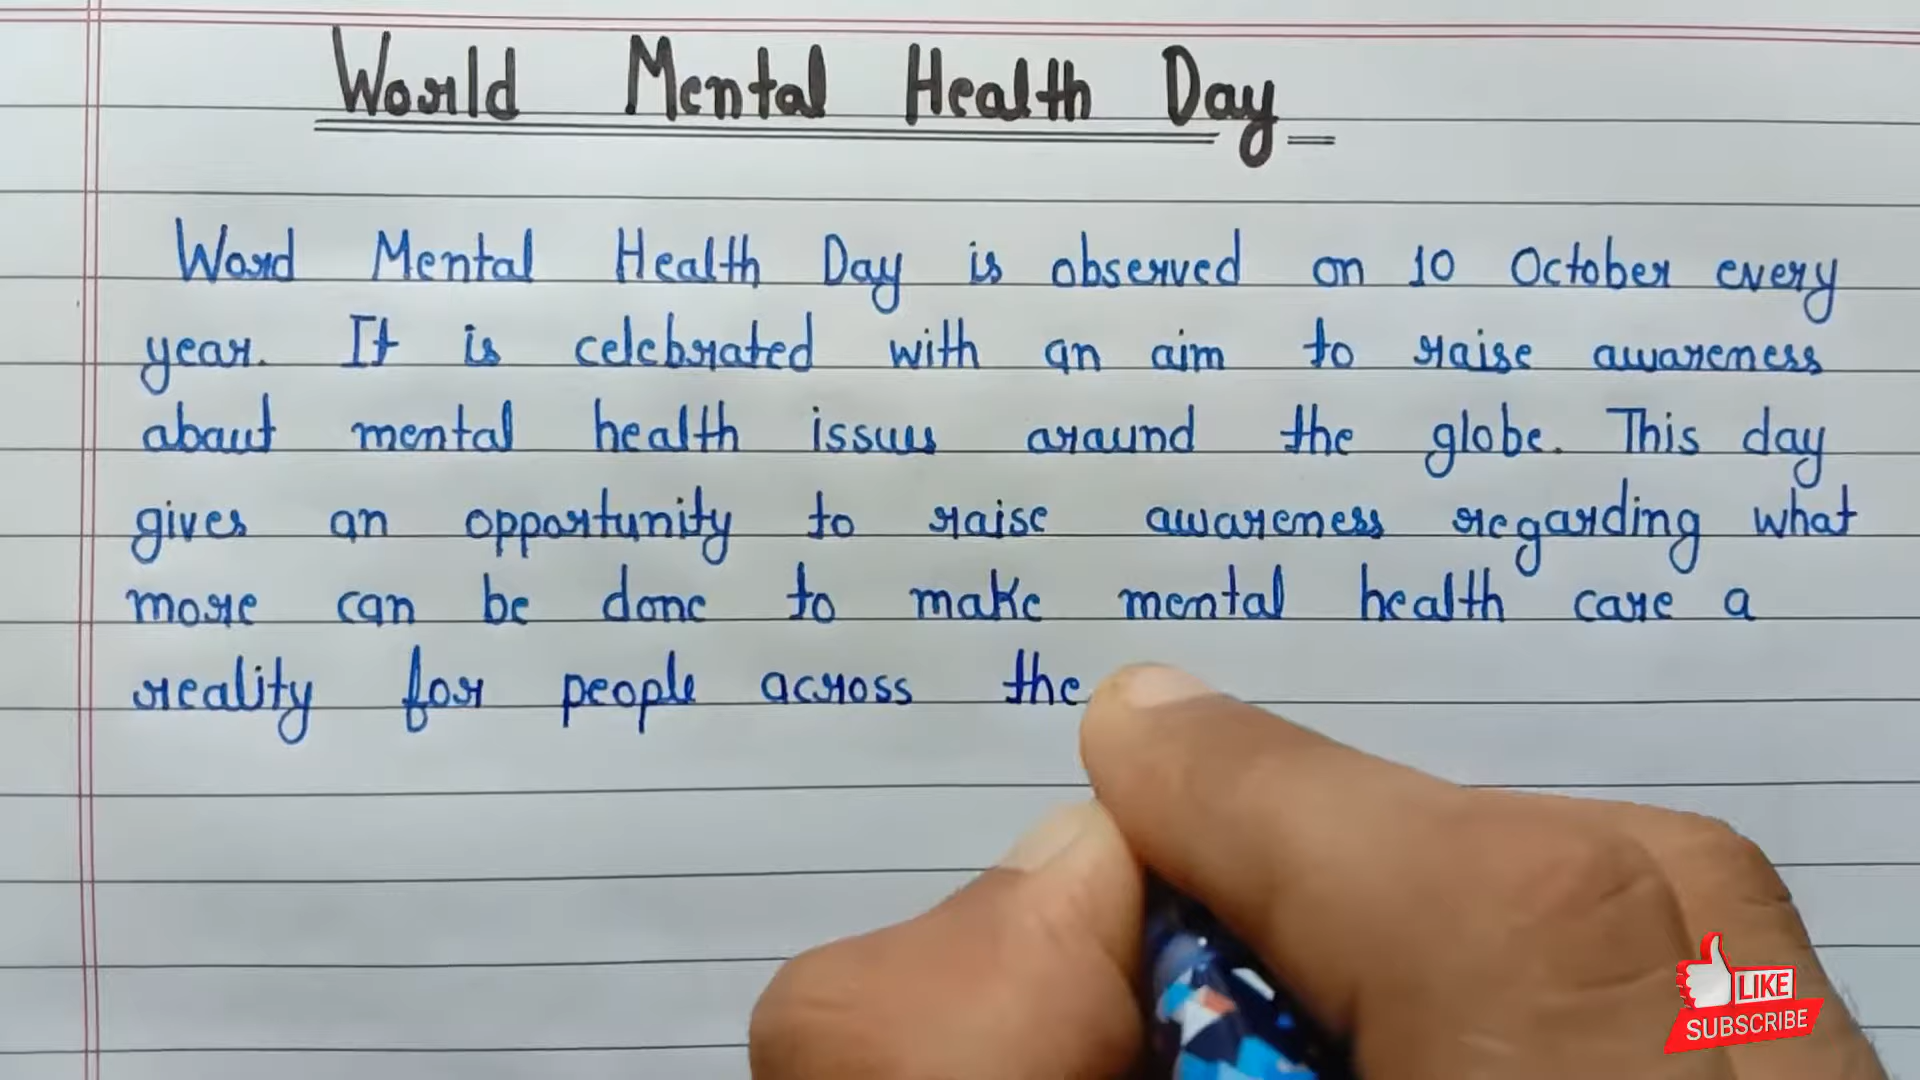 World Mental Health Day
Word Mental Health Day is observed on 10 October every
year. It is celebrated with an aim to raise awareness
about mental health issues around the globe. This day
gives an opportunity to raise awareness regarding what
more can be done to make mental health care a
reality for people across the
LIKE
SUBSCRIBE